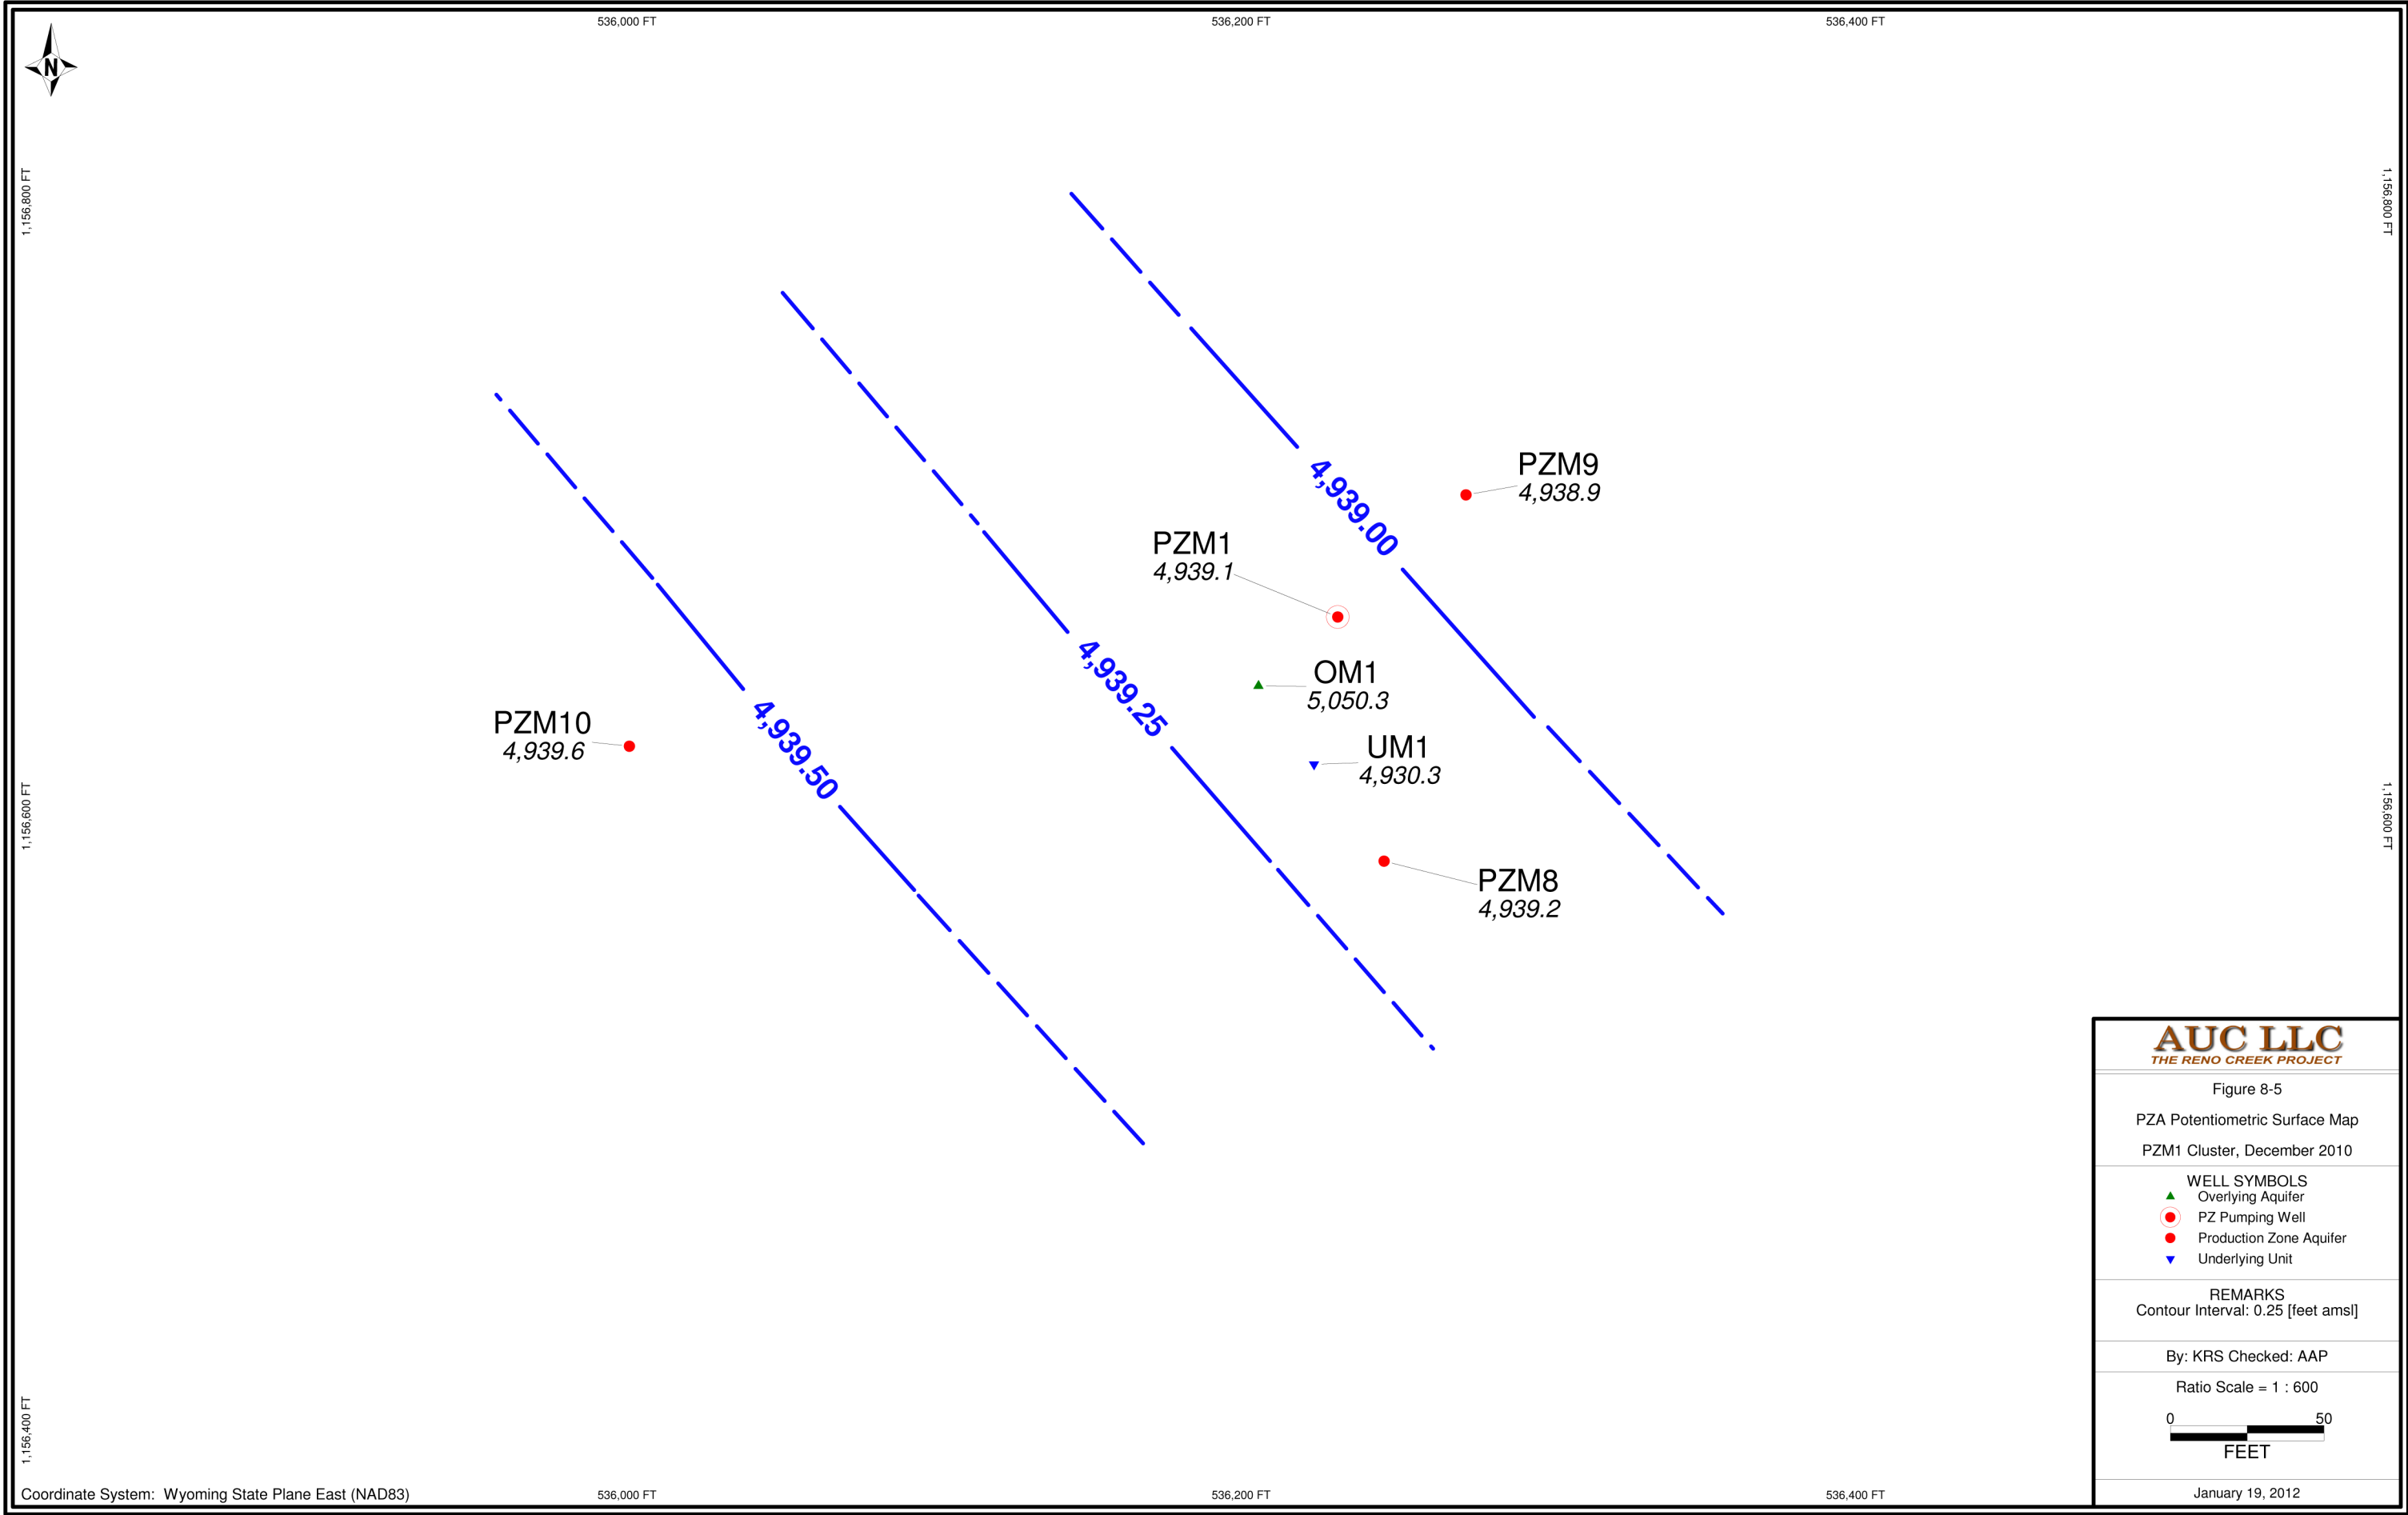 536,000 FT
536,200 FT
536,400 FT
N
1,156,800 FT
1,156,800 FT
4,939.00
PZM9
4,938.9
PZM1
4,939.1
4,939.25
OM1
5,050.3
PZM10
4,939.6
4,939.50
UM1
4,930.3
1,156,600 FT
1,156,600 FT
PZM8
4,939.2
AUC LLC
THE RENO CREEK PROJECT
Figure 8-5
PZA Potentiometric Surface Map
PZM1 Cluster, December 2010
WELL SYMBOLS
Overlying Aquifer
PZ Pumping Well
Production Zone Aquifer
Underlying Unit
REMARKS
Contour Interval: 0.25 [feet amsl]
By: KRS Checked: AAP
Ratio Scale = 1 : 600
0 50
FEET
January 19, 2012
1,156,400 FT
Coordinate System: Wyoming State Plane East (NAD83)
536,000 FT
536,200 FT
536,400 FT